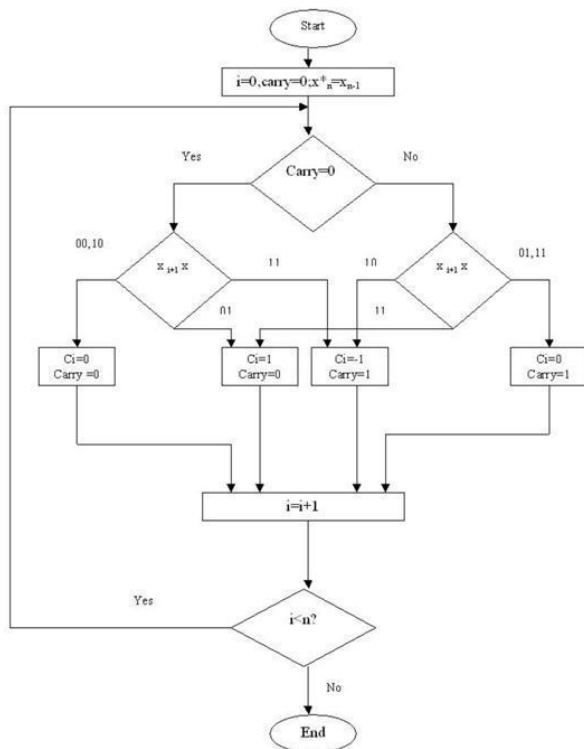 Start
i=0,carry=0;x*ₙ=xₙ₋₁
Yes
Carry=0
No
00,10
x ᵢ₊₁ x
11
10
x ᵢ₊₁ x
01,11
01
11
Ci=0
Carry =0
Ci=1
Carry=0
Ci=-1
Carry=1
Ci=0
Carry=1
i=i+1
Yes
i<n?
No
End